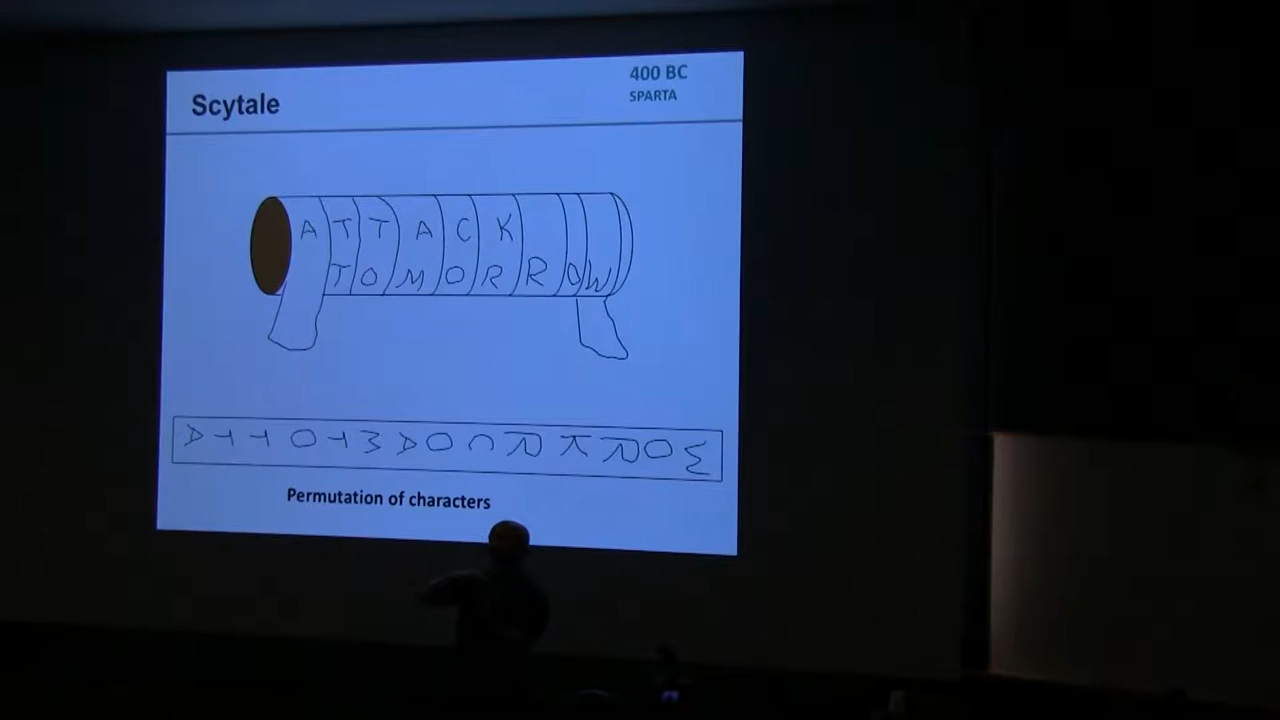 Scytale
400 BC
SPARTA
A T T A C K
T O M O R R O W
A T T O T M A O C R K R O W
Permutation of characters